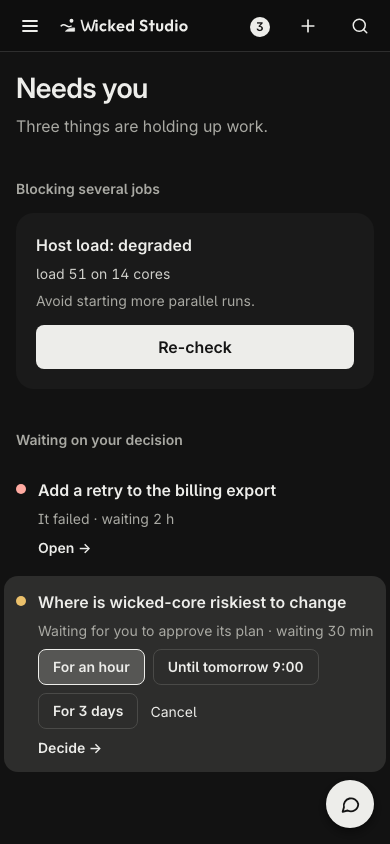 Wicked Studio
3
Needs you
Three things are holding up work.
Blocking several jobs
Host load: degraded
load 51 on 14 cores
Avoid starting more parallel runs.
Re-check
Waiting on your decision
Add a retry to the billing export
It failed · waiting 2 h
Open →
Where is wicked-core riskiest to change
Waiting for you to approve its plan · waiting 30 min
For an hour
Until tomorrow 9:00
For 3 days
Cancel
Decide →